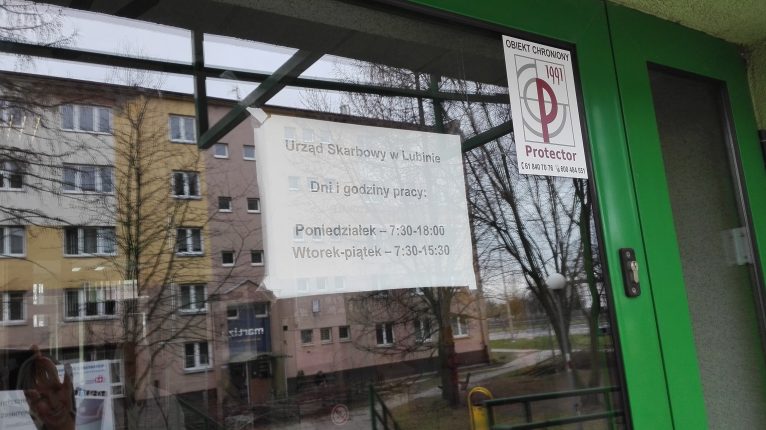 Urząd Skarbowy w Lubinie
Dni i godziny pracy:
Poniedziałek – 7:30-18:00
Wtorek-piątek – 7:30-15:30
OBIEKT CHRONIONY
1991
P
Protector
martiz